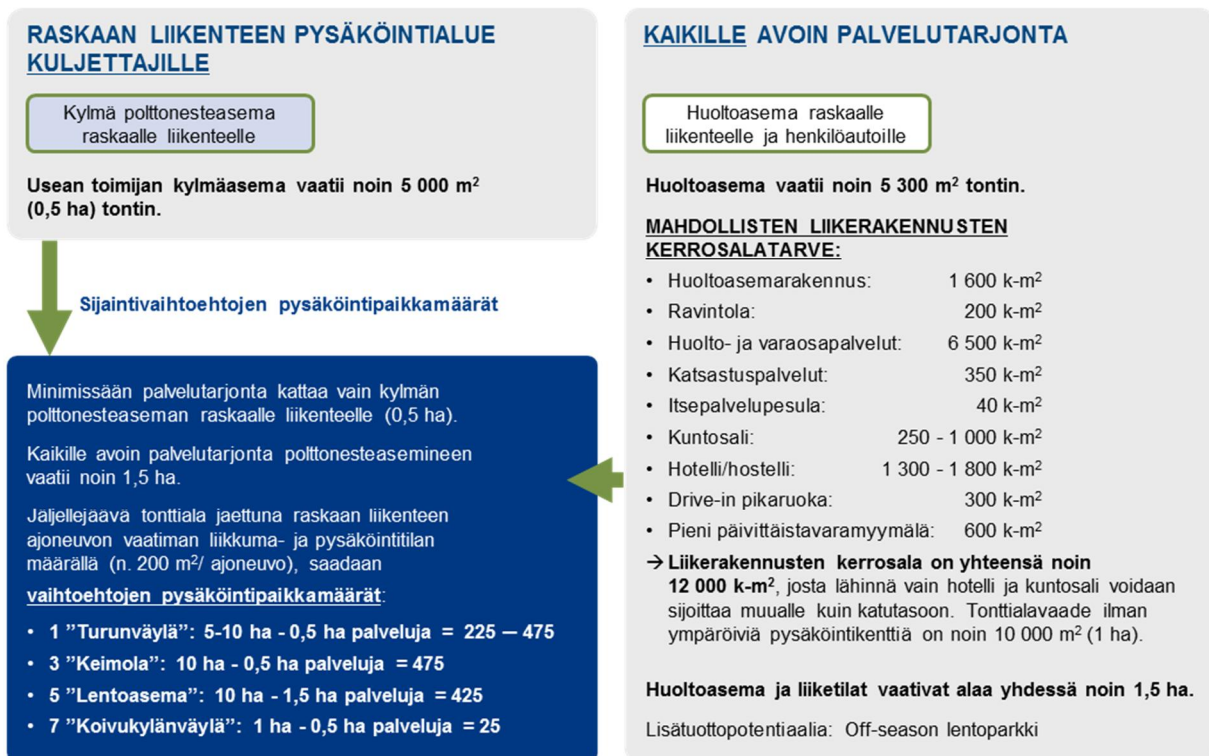 RASKAAN LIIKENTEEN PYSÄKÖINTIALUE
KULJETTAJILLE
Kylmä polttonesteasema
raskaalle liikenteelle
Usean toimijan kylmäasema vaatii noin 5 000 m²
(0,5 ha) tontin.
Sijaintivaihtoehtojen pysäköintipaikkamäärät
Minimissään palvelutarjonta kattaa vain kylmän
polttonesteaseman raskaalle liikenteelle (0,5 ha).
Kaikille avoin palvelutarjonta polttonesteasemineen
vaatii noin 1,5 ha.
Jäljellejäävä tonttiala jaettuna raskaan liikenteen
ajoneuvon vaatiman liikkuma- ja pysäköintitilan
määrällä (n. 200 m²/ ajoneuvo), saadaan
vaihtoehtojen pysäköintipaikkamäärät:
• 1 ”Turunväylä”: 5-10 ha - 0,5 ha palveluja = 225 – 475
• 3 ”Keimola”: 10 ha - 0,5 ha palveluja = 475
• 5 ”Lentoasema”: 10 ha - 1,5 ha palveluja = 425
• 7 ”Koivukylänväylä”: 1 ha - 0,5 ha palveluja = 25
KAIKILLE AVOIN PALVELUTARJONTA
Huoltoasema raskaalle
liikenteelle ja henkilöautoille
Huoltoasema vaatii noin 5 300 m² tontin.
MAHDOLLISTEN LIIKERAKENNUSTEN
KERROSALATARVE:
• Huoltoasemarakennus: 1 600 k-m²
• Ravintola: 200 k-m²
• Huolto- ja varaosapalvelut: 6 500 k-m²
• Katsastuspalvelut: 350 k-m²
• Itsepalvelupesula: 40 k-m²
• Kuntosali: 250 - 1 000 k-m²
• Hotelli/hostelli: 1 300 - 1 800 k-m²
• Drive-in pikaruoka: 300 k-m²
• Pieni päivittäistavaramyymälä: 600 k-m²
→ Liikerakennusten kerrosala on yhteensä noin
12 000 k-m², josta lähinnä vain hotelli ja kuntosali voidaan
sijoittaa muualle kuin katutasoon. Tonttialavaade ilman
ympäröiviä pysäköintikenttiä on noin 10 000 m² (1 ha).
Huoltoasema ja liiketilat vaativat alaa yhdessä noin 1,5 ha.
Lisätuottopotentiaalia: Off-season lentoparkki